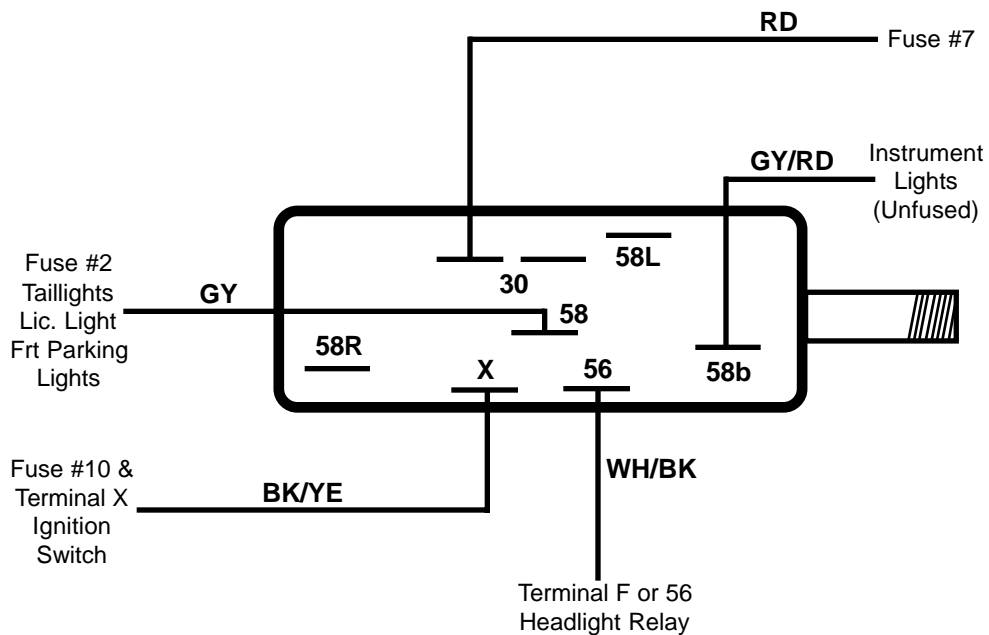 RD
Fuse #7
GY/RD
Instrument
Lights
(Unfused)
58L
30
Fuse #2
Taillights
Lic. Light
Frt Parking
Lights
GY
58
58R
X
56
58b
Fuse #10 &
Terminal X
Ignition
Switch
BK/YE
WH/BK
Terminal F or 56
Headlight Relay